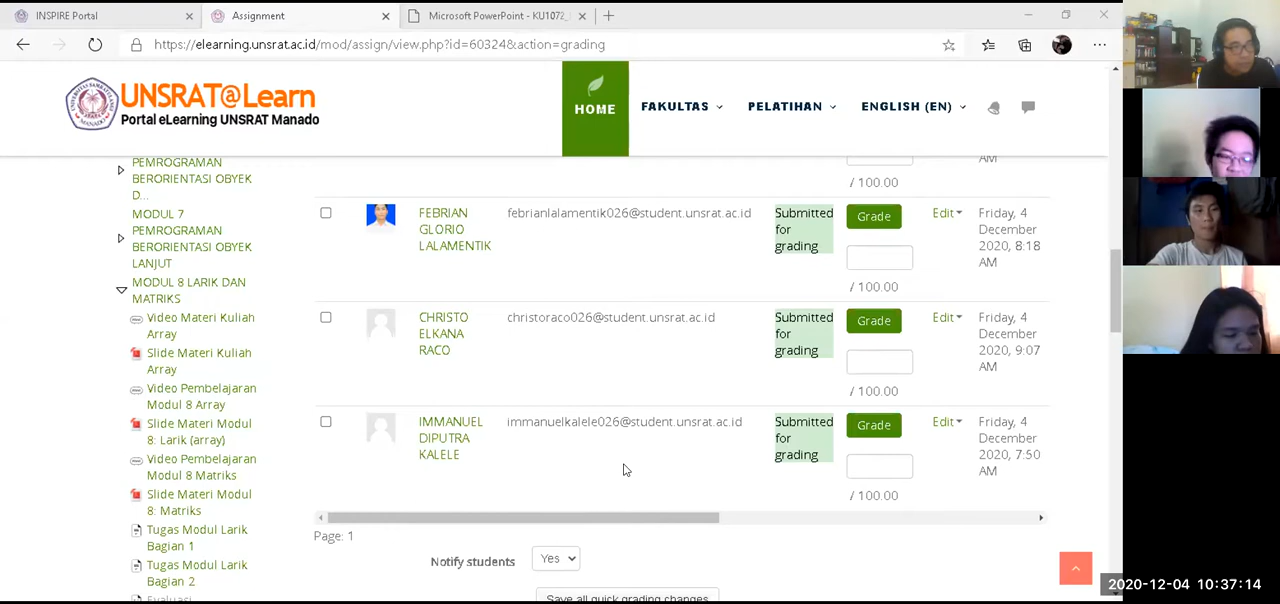 INSPIRE Portal
Assignment
Microsoft PowerPoint - KU1072_
https://elearning.unsrat.ac.id/mod/assign/view.php?id=60324&action=grading
UNSRAT@Learn
Portal eLearning UNSRAT Manado
HOME
FAKULTAS
PELATIHAN
ENGLISH (EN)
PEMROGRAMAN
BERORIENTASI OBYEK
D...
MODUL 7
PEMROGRAMAN
BERORIENTASI OBYEK
LANJUT
MODUL 8 LARIK DAN
MATRIKS
Video Materi Kuliah
Array
Slide Materi Kuliah
Array
Video Pembelajaran
Modul 8 Array
Slide Materi Modul
8: Larik (array)
Video Pembelajaran
Modul 8 Matriks
Slide Materi Modul
8: Matriks
Tugas Modul Larik
Bagian 1
Tugas Modul Larik
Bagian 2
Evaluasi
/ 100.00
AM
FEBRIAN
GLORIO
LALAMENTIK
febrianlalamentik026@student.unsrat.ac.id
Submitted
for
grading
Grade
/ 100.00
Edit
Friday, 4
December
2020, 8:18
AM
CHRISTO
ELKANA
RACO
christoraco026@student.unsrat.ac.id
Submitted
for
grading
Grade
/ 100.00
Edit
Friday, 4
December
2020, 9:07
AM
IMMANUEL
DIPUTRA
KALELE
immanuelkalele026@student.unsrat.ac.id
Submitted
for
grading
Grade
/ 100.00
Edit
Friday, 4
December
2020, 7:50
AM
Page: 1
Notify students
Yes
Save all quick grading changes
2020-12-04 10:37:14